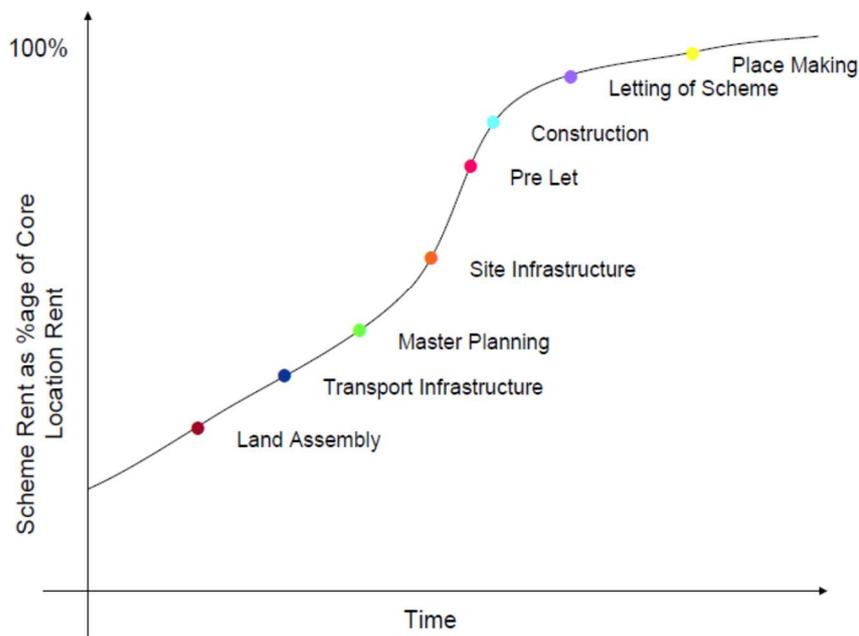 100%
Place Making
Letting of Scheme
Construction
Pre Let
Site Infrastructure
Master Planning
Transport Infrastructure
Land Assembly
Scheme Rent as %age of Core
Location Rent
Time